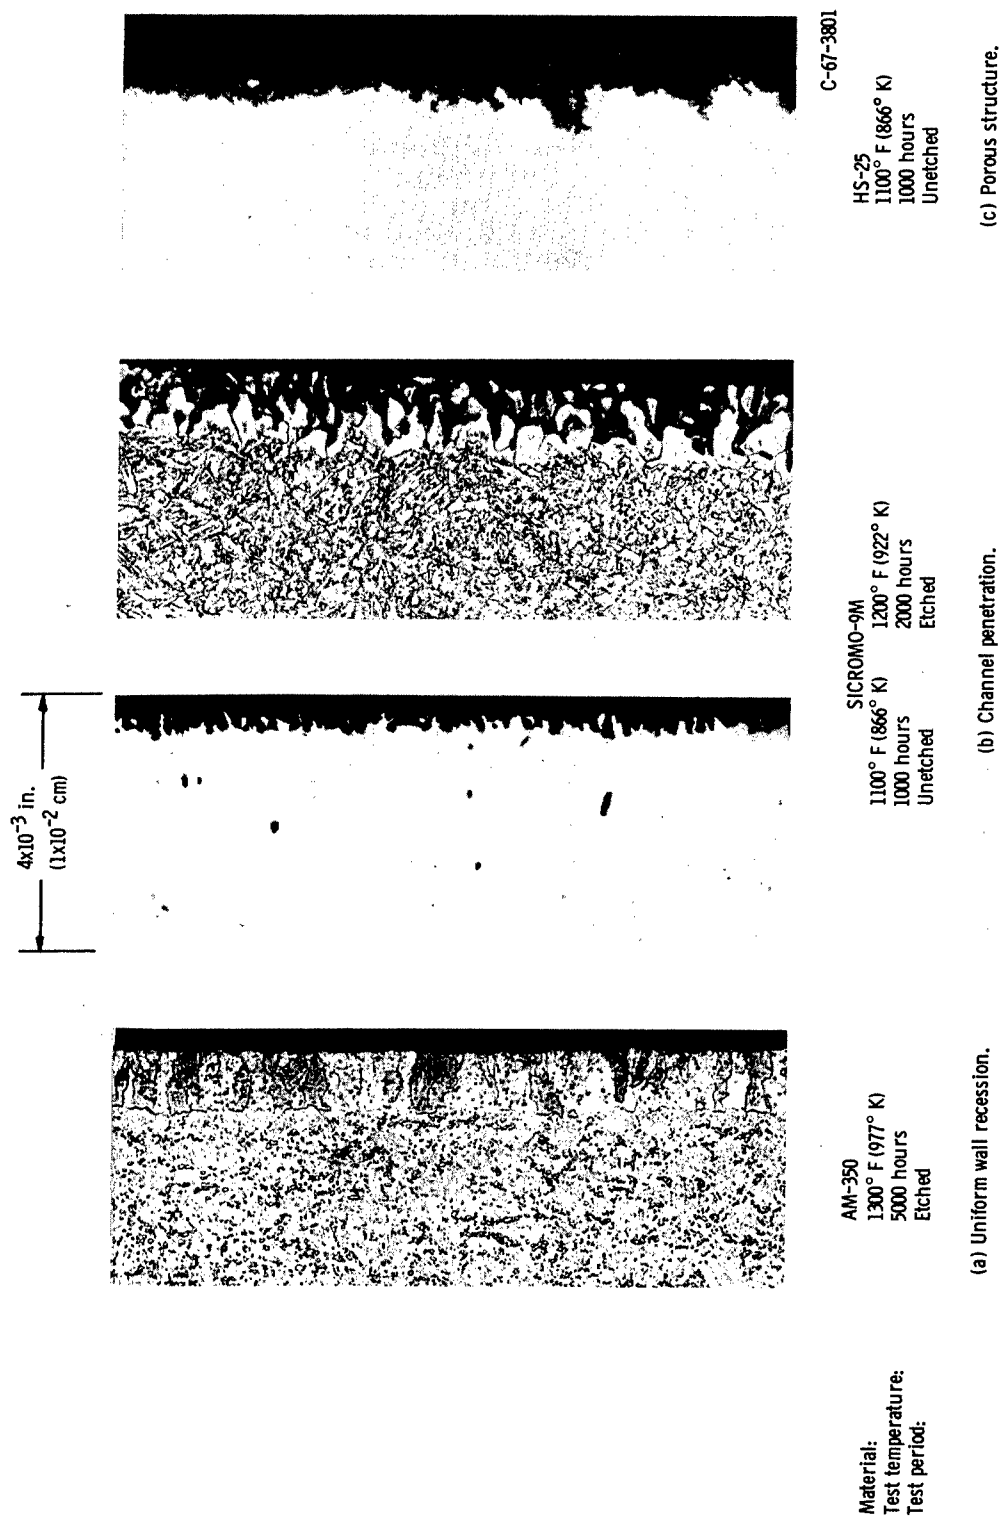 4x10⁻³ in.
(1x10⁻² cm)
C-67-3801
Material:
Test temperature:
Test period:
AM-350
1300° F (977° K)
5000 hours
Etched
SICROMO-9M
1100° F (866° K)
1000 hours
Unetched
1200° F (922° K)
2000 hours
Etched
HS-25
1100° F (866° K)
1000 hours
Unetched
(a) Uniform wall recession.
(b) Channel penetration.
(c) Porous structure.